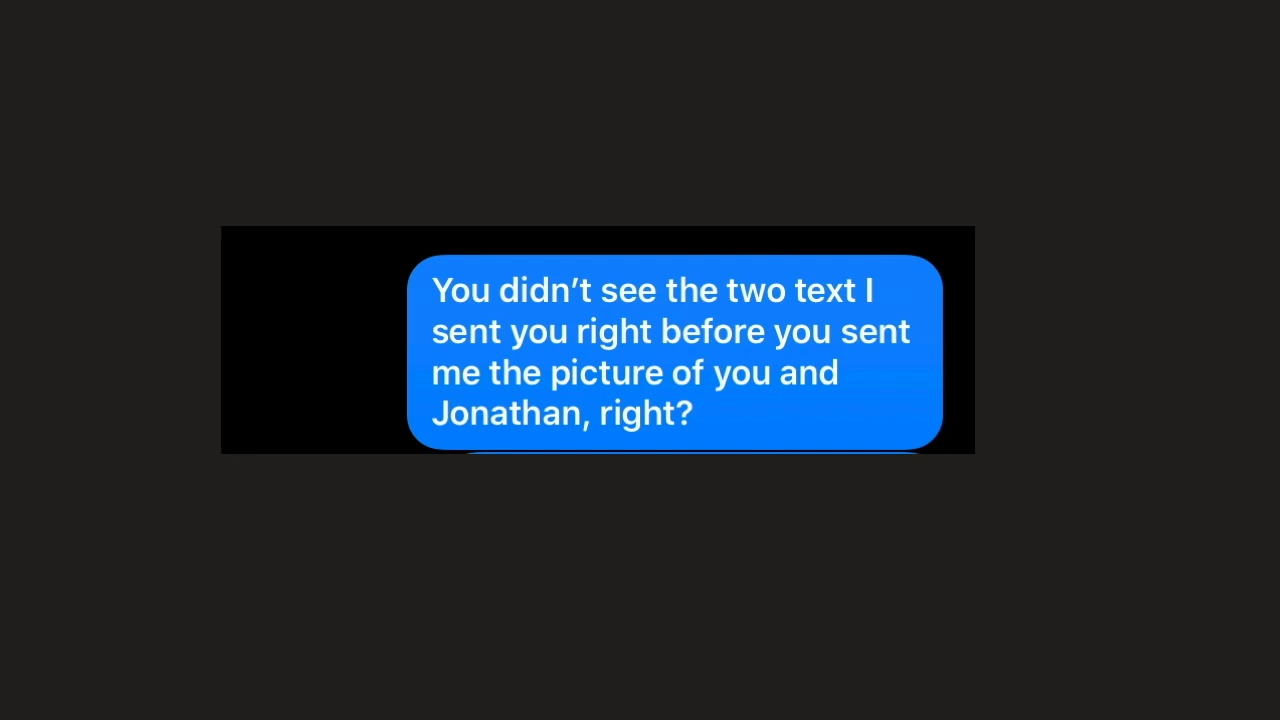 You didn’t see the two text I
sent you right before you sent
me the picture of you and
Jonathan, right?